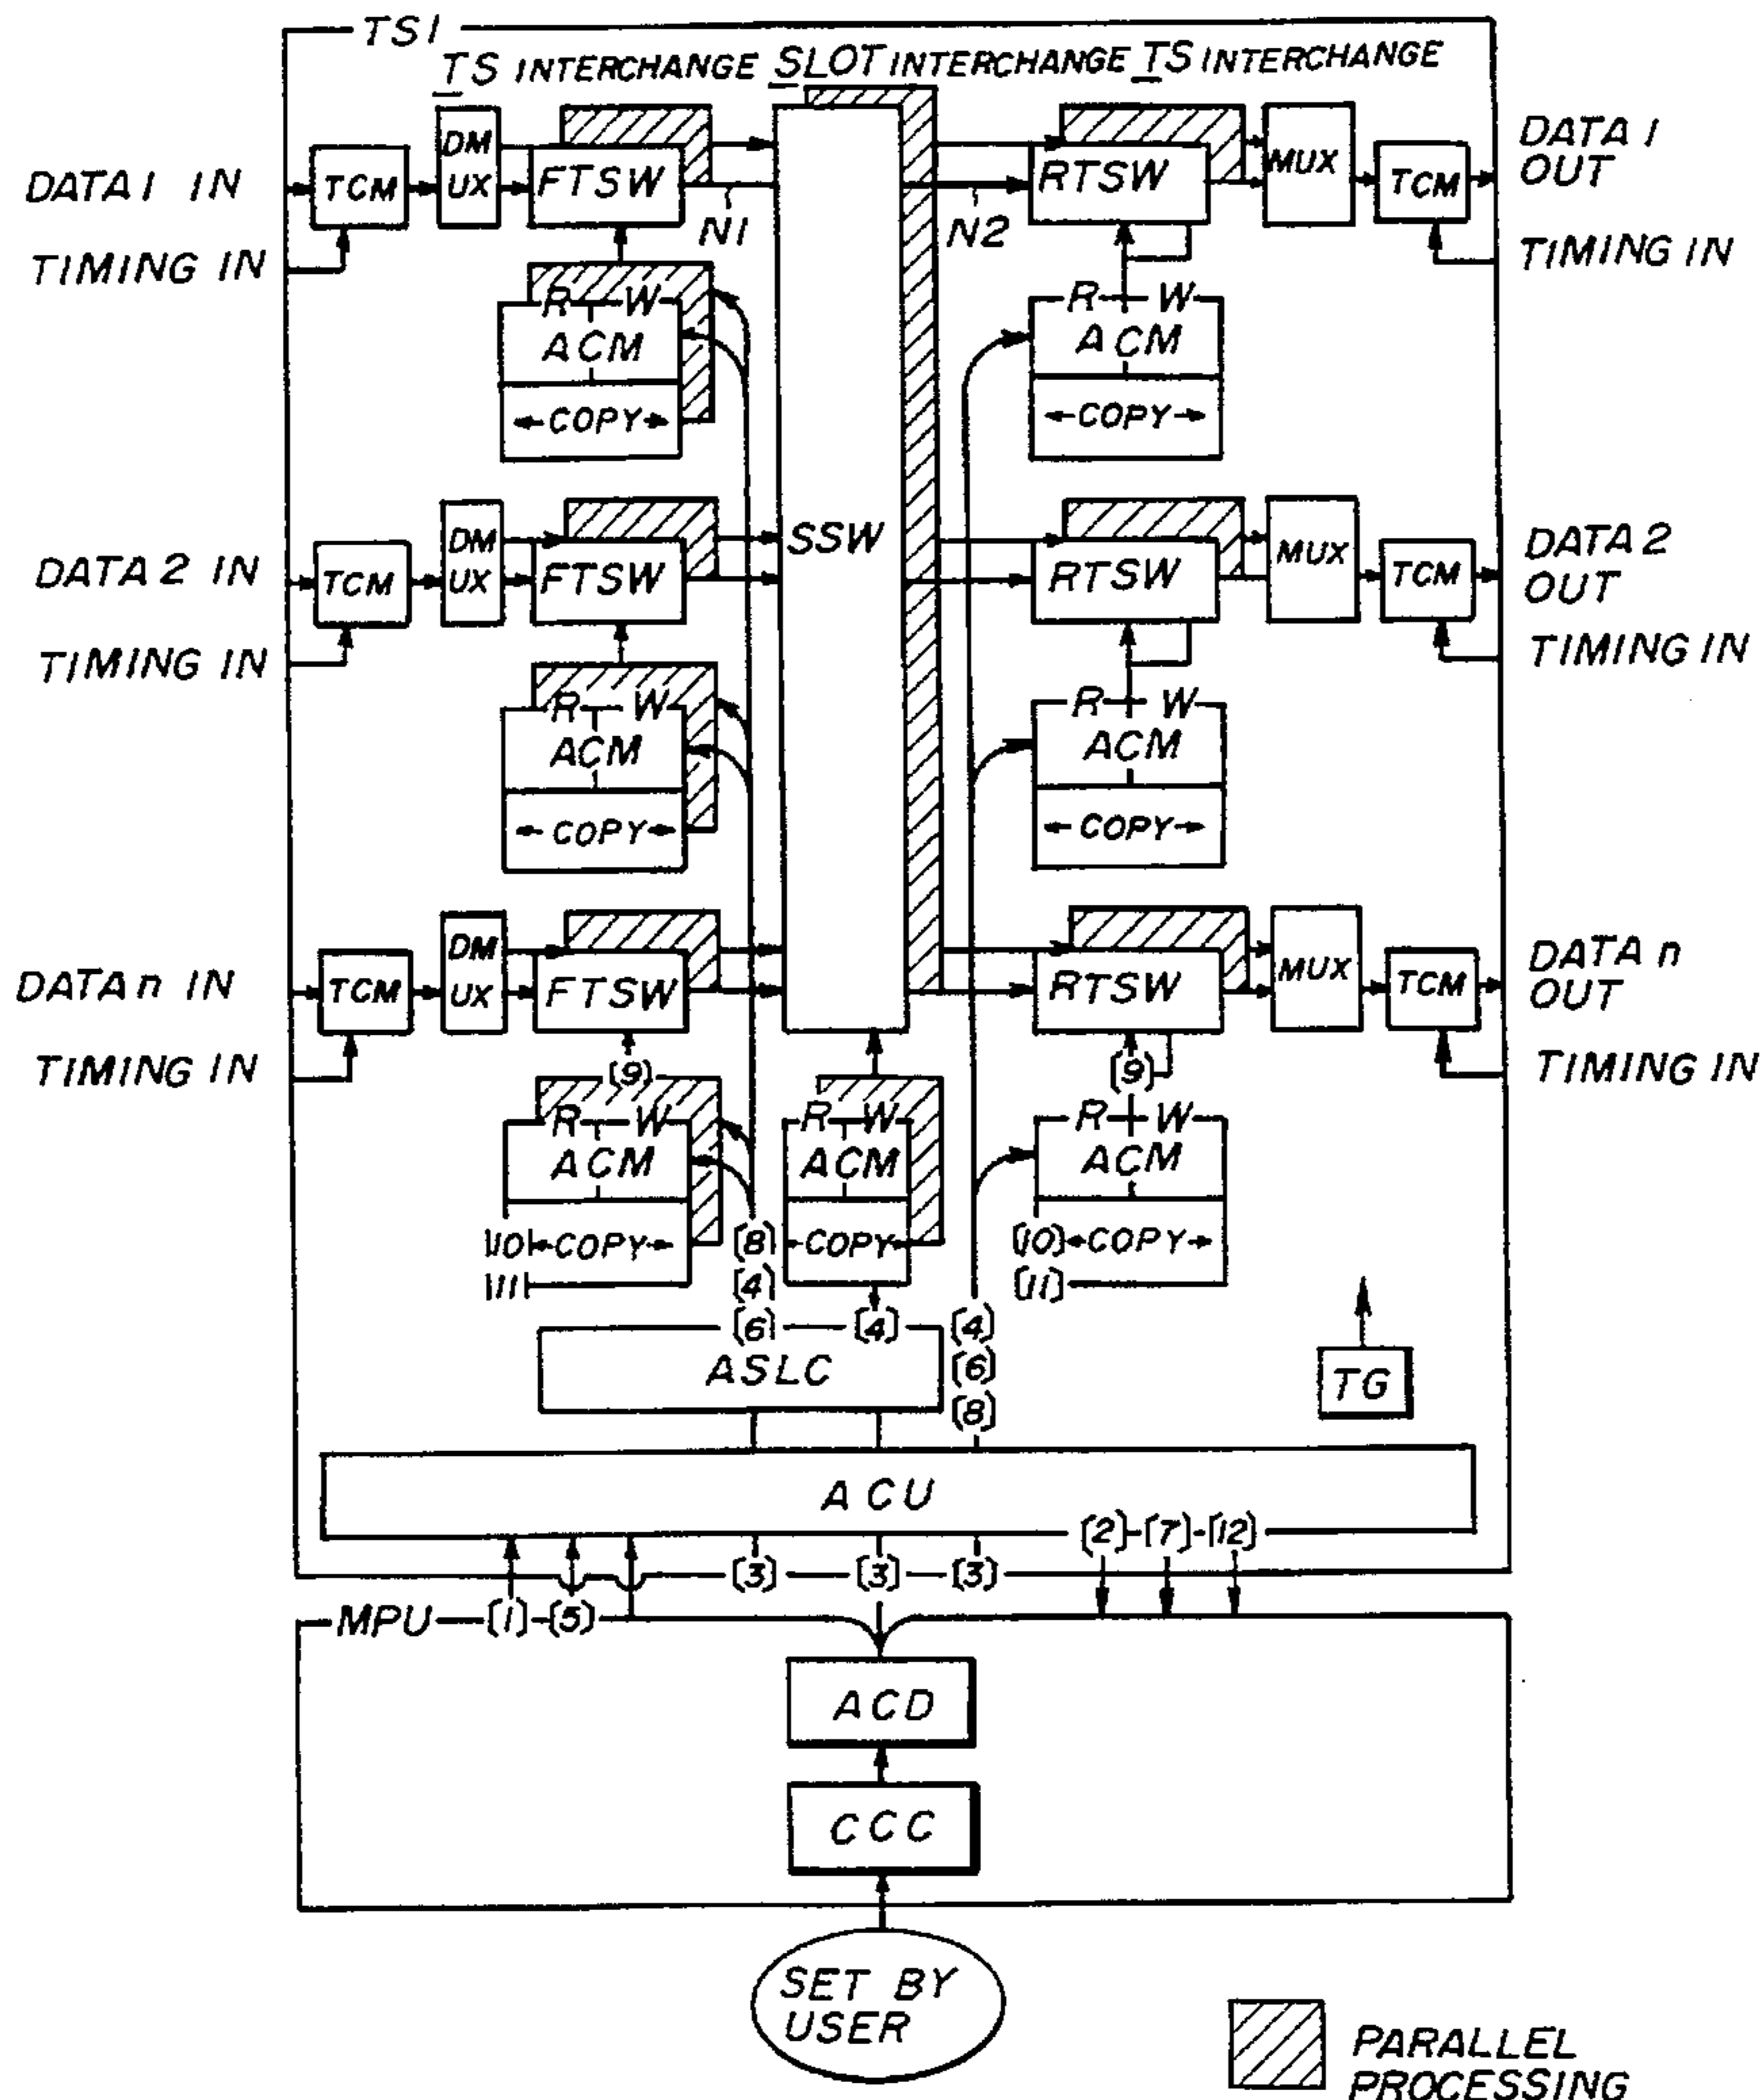 TSI
TS INTERCHANGE SLOT INTERCHANGE TS INTERCHANGE
DATA 1 IN
TCM
DM
UX
FTSW
N1
N2
RTSW
MUX
TCM
DATA 1
OUT
TIMING IN
TIMING IN
R W
ACM
COPY
R W
ACM
COPY
SSW
DATA 2 IN
TCM
DM
UX
FTSW
RTSW
MUX
TCM
DATA 2
OUT
TIMING IN
TIMING IN
R W
ACM
COPY
R W
ACM
COPY
DATA n IN
TCM
DM
UX
FTSW
RTSW
MUX
TCM
DATA n
OUT
TIMING IN
TIMING IN
(9)
(9)
R W
ACM
(10) COPY
(11)
R W
ACM
COPY
R W
ACM
(10) COPY
(11)
(8)
(4)
(6)
(4)
(4)
(6)
(8)
ASLC
TG
ACU
(2) (7) (12)
(3) (3) (3)
MPU (1) (5)
ACD
CCC
SET BY
USER
PARALLEL
PROCESSING